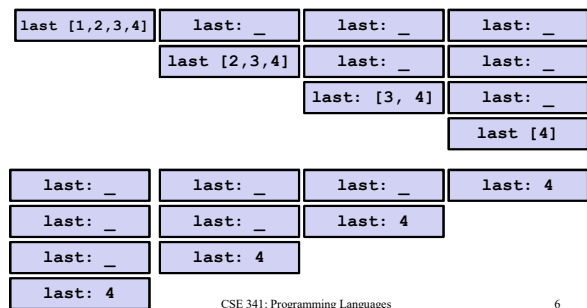 last [1,2,3,4] last: _ last: _ last: _
last [2,3,4] last: _ last: _
last: [3, 4] last: _
last [4]
last: _ last: _ last: _ last: 4
last: _ last: _ last: 4
last: _ last: 4
last: 4
CSE 341: Programming Languages 6